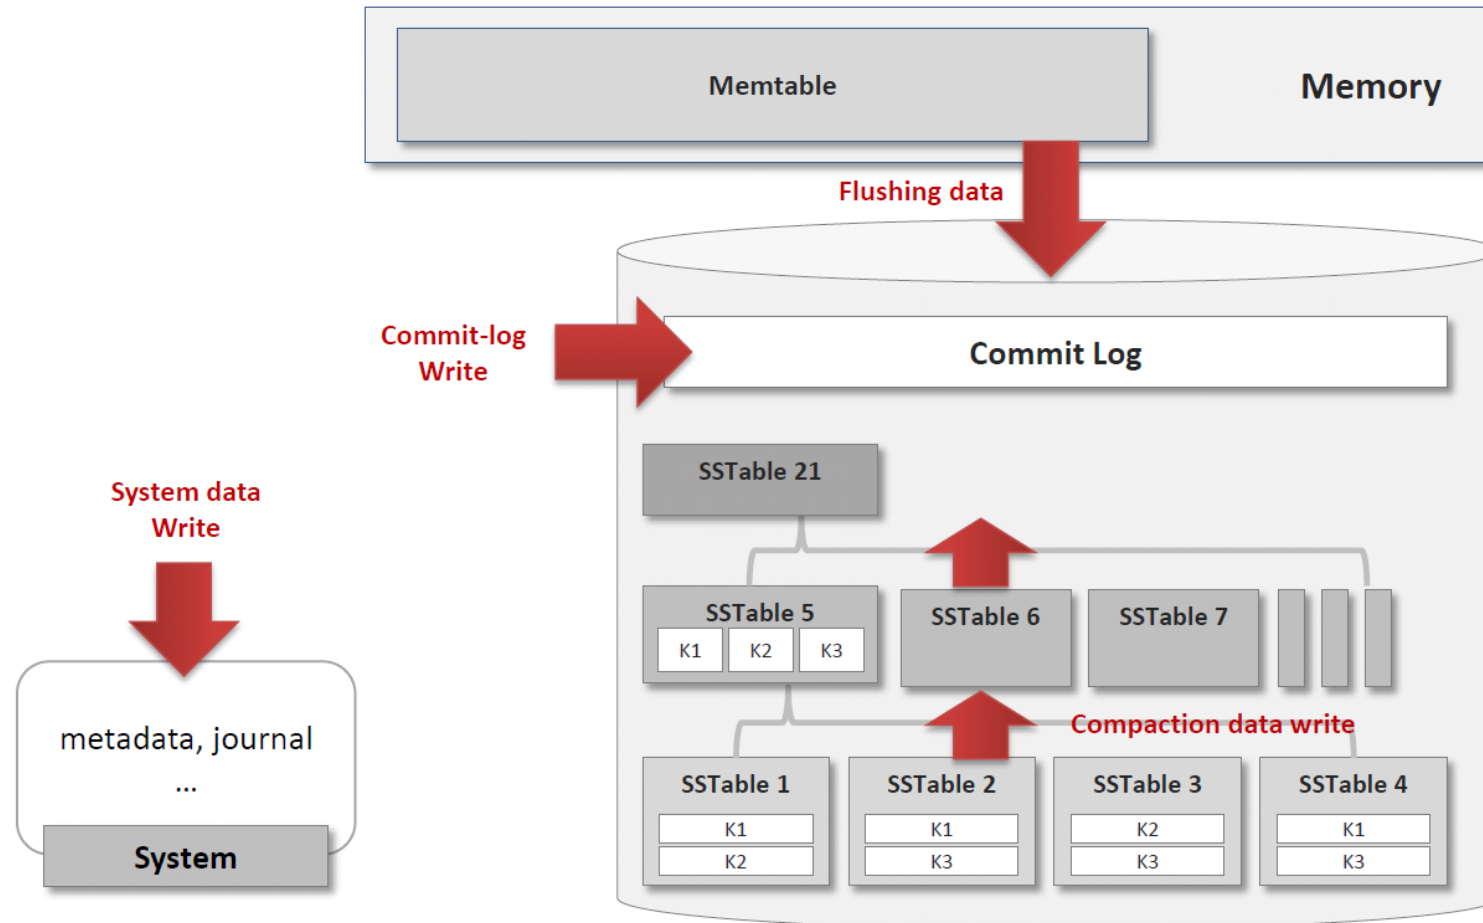 Memtable
Memory
Flushing data
Commit-log
Write
Commit Log
SSTable 21
System data
Write
SSTable 5
K1
K2
K3
SSTable 6
SSTable 7
metadata, journal
...
System
Compaction data write
SSTable 1
K1
K2
SSTable 2
K1
K3
SSTable 3
K2
K3
SSTable 4
K1
K3